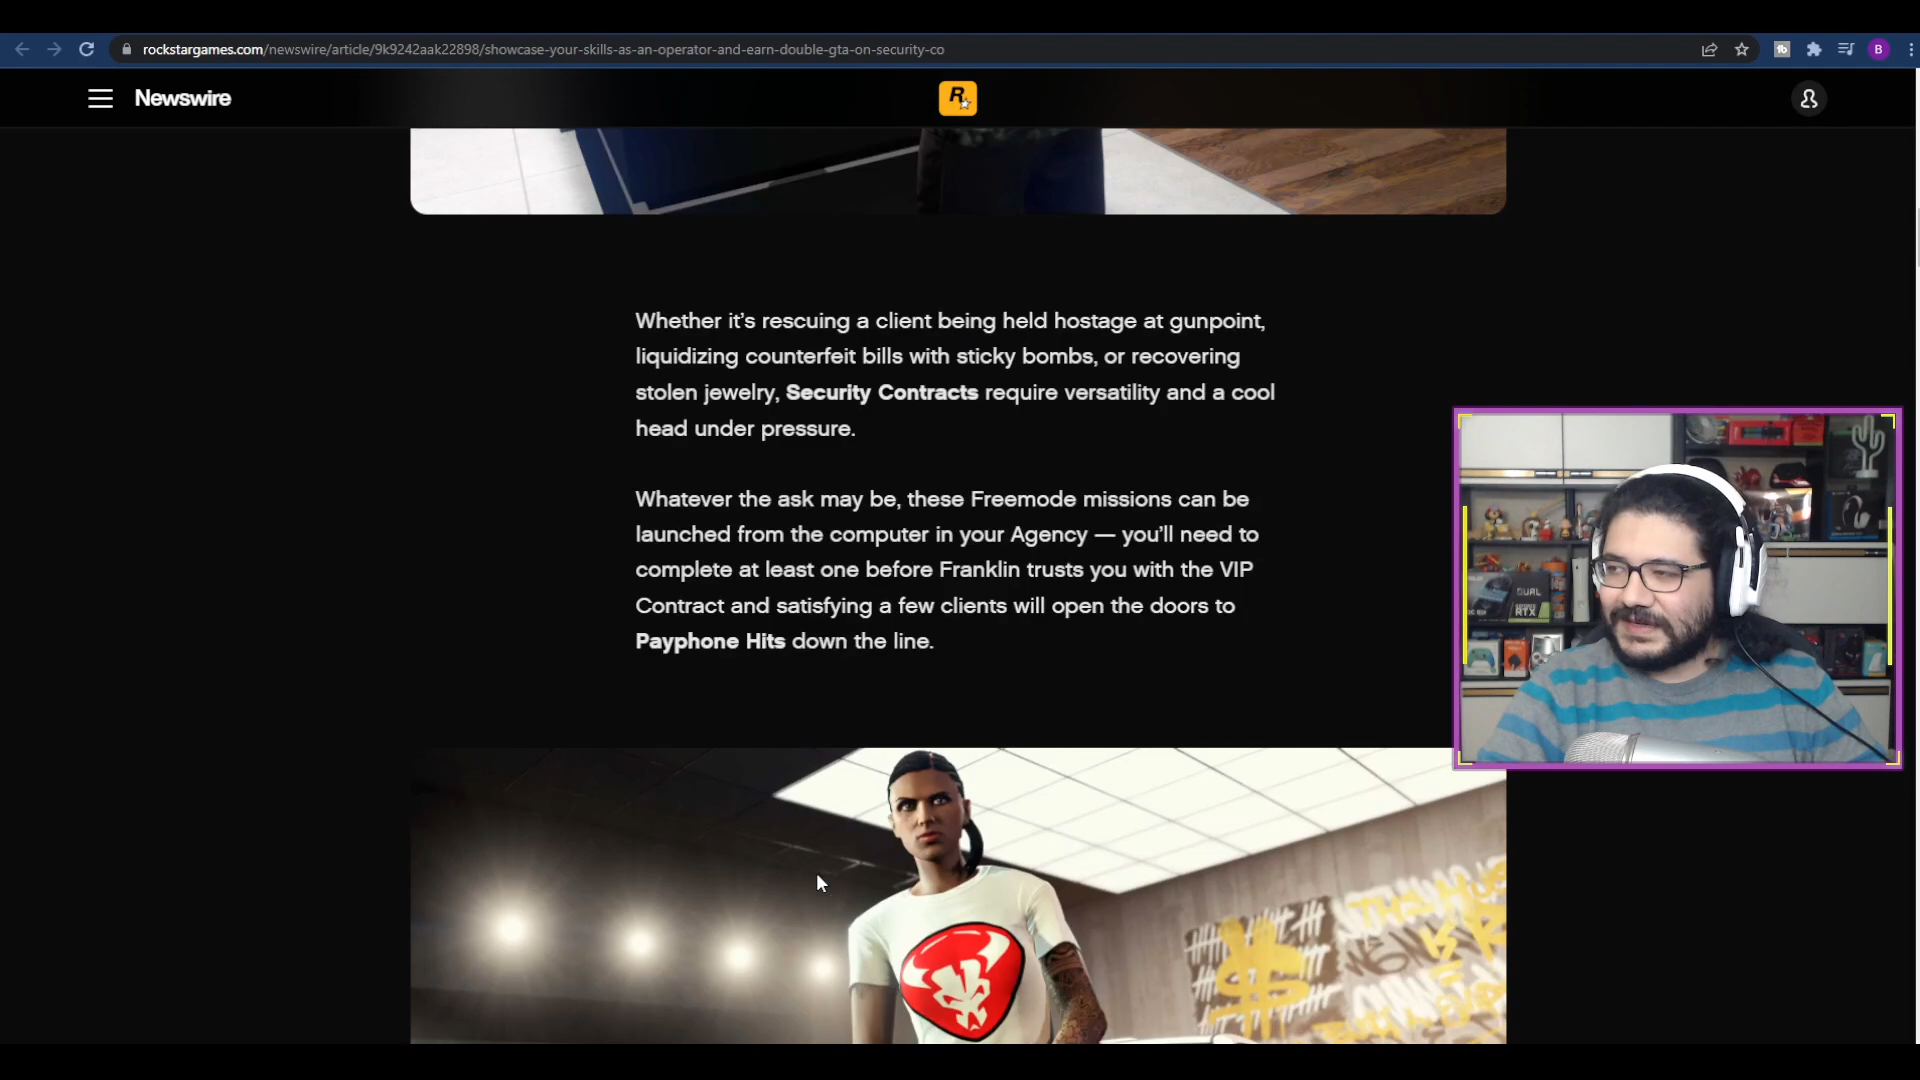 rockstargames.com/newswire/article/9k9242aak22898/showcase-your-skills-as-an-operator-and-earn-double-gta-on-security-co
tb
B
Newswire
R
Whether it’s rescuing a client being held hostage at gunpoint,
liquidizing counterfeit bills with sticky bombs, or recovering
stolen jewelry, Security Contracts require versatility and a cool
head under pressure.
Whatever the ask may be, these Freemode missions can be
launched from the computer in your Agency — you’ll need to
complete at least one before Franklin trusts you with the VIP
Contract and satisfying a few clients will open the doors to
Payphone Hits down the line.
DUAL
RTX